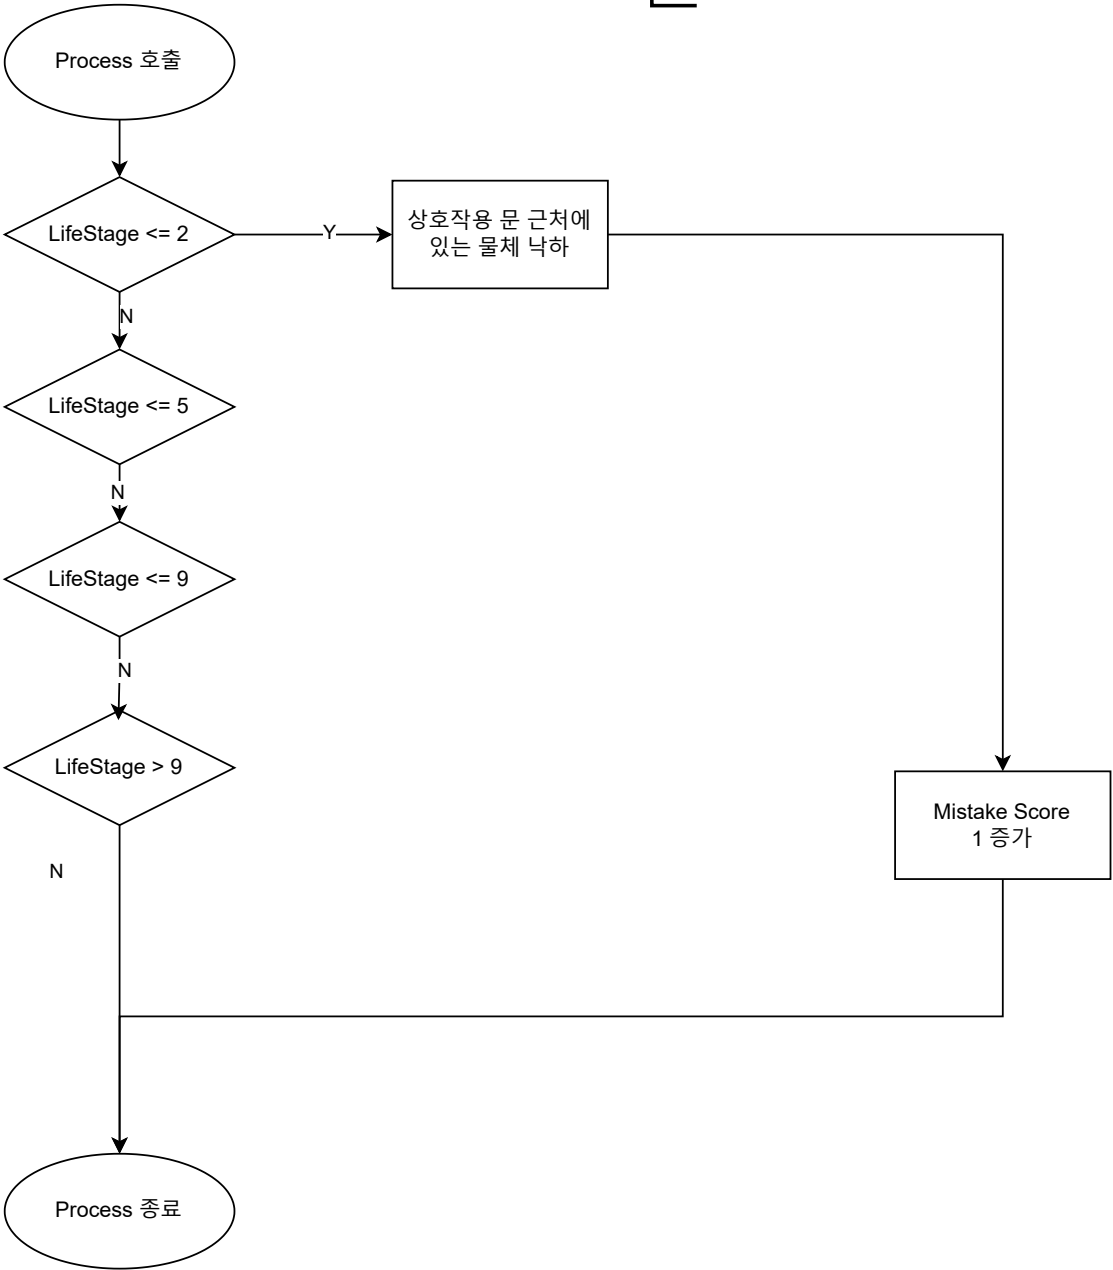 Process 호출
LifeStage <= 2
Y
상호작용 문 근처에
있는 물체 낙하
N
LifeStage <= 5
N
LifeStage <= 9
N
LifeStage > 9
Mistake Score
1 증가
N
Process 종료